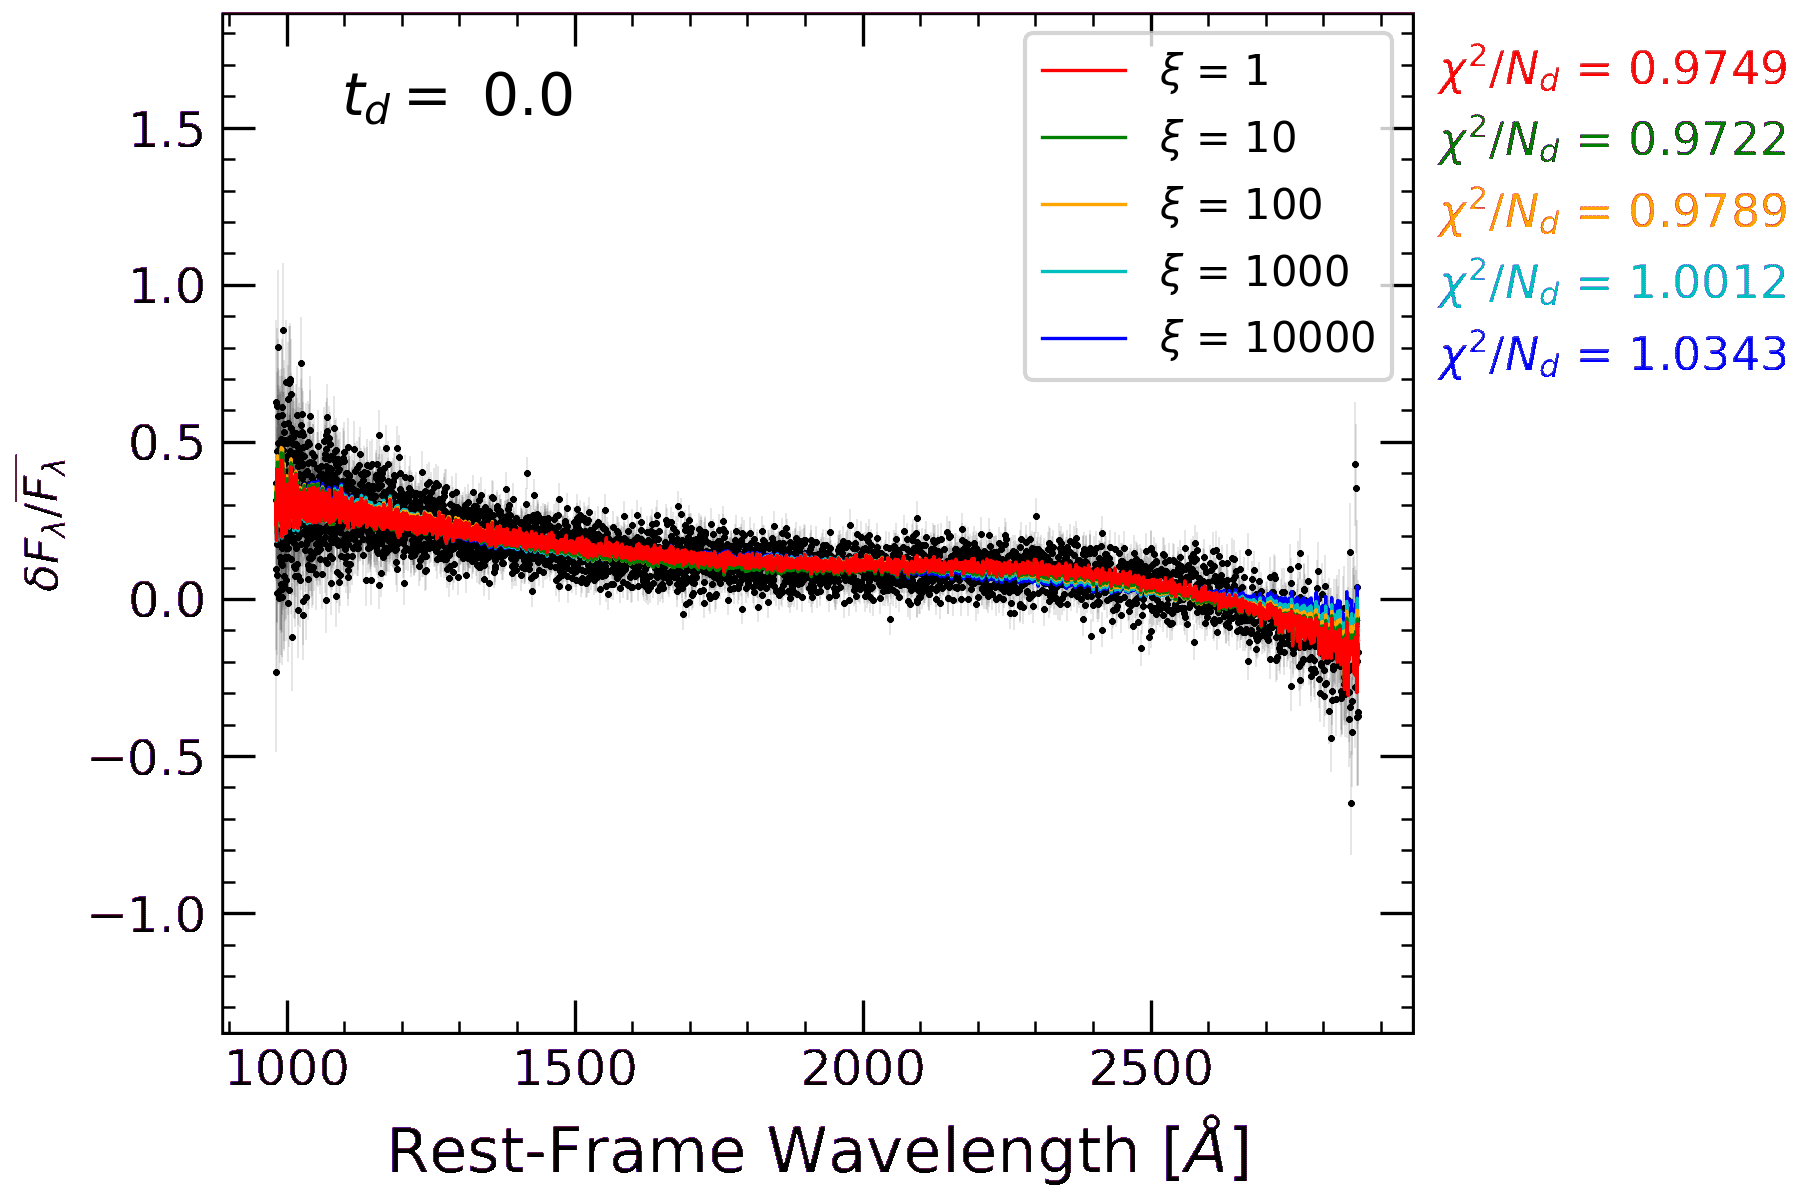 t_d = 0.0
ξ = 1
ξ = 10
ξ = 100
ξ = 1000
ξ = 10000
χ²/N_d = 0.9749
χ²/N_d = 0.9722
χ²/N_d = 0.9789
χ²/N_d = 1.0012
χ²/N_d = 1.0343
1.5
1.0
0.5
0.0
−0.5
−1.0
δF_λ/F̅_λ
1000 1500 2000 2500
Rest-Frame Wavelength [Å]